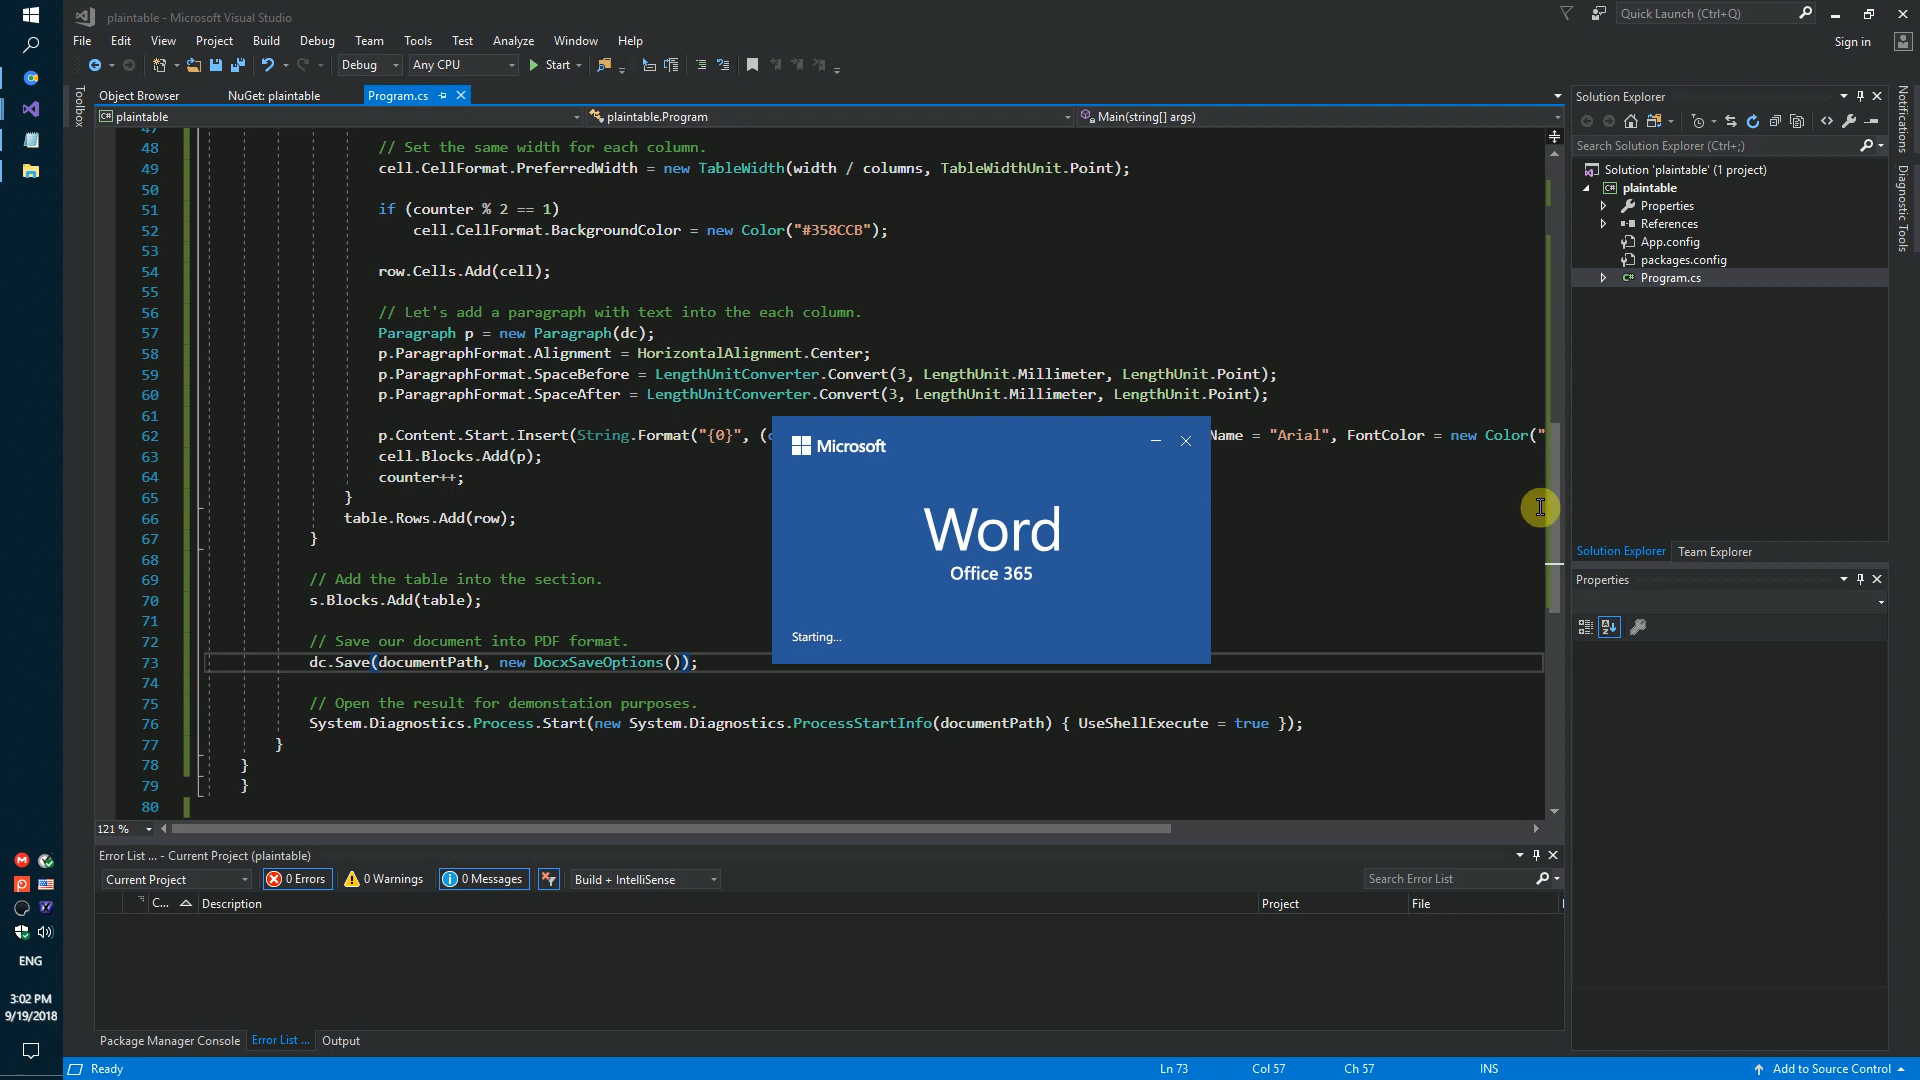 plaintable - Microsoft Visual Studio
Quick Launch (Ctrl+Q)
File Edit View Project Build Debug Team Tools Test Analyze Window Help
Sign in
Debug Any CPU Start
Toolbox
Object Browser NuGet: plaintable Program.cs
plaintable plaintable.Program Main(string[] args)
47
48 // Set the same width for each column.
49 cell.CellFormat.PreferredWidth = new TableWidth(width / columns, TableWidthUnit.Point);
50
51 if (counter % 2 == 1)
52 cell.CellFormat.BackgroundColor = new Color("#358CCB");
53
54 row.Cells.Add(cell);
55
56 // Let's add a paragraph with text into the each column.
57 Paragraph p = new Paragraph(dc);
58 p.ParagraphFormat.Alignment = HorizontalAlignment.Center;
59 p.ParagraphFormat.SpaceBefore = LengthUnitConverter.Convert(3, LengthUnit.Millimeter, LengthUnit.Point);
60 p.ParagraphFormat.SpaceAfter = LengthUnitConverter.Convert(3, LengthUnit.Millimeter, LengthUnit.Point);
61
62 p.Content.Start.Insert(String.Format("{0}", (c Name = "Arial", FontColor = new Color("
63 cell.Blocks.Add(p);
64 counter++;
65 }
66 table.Rows.Add(row);
67 }
68
69 // Add the table into the section.
70 s.Blocks.Add(table);
71
72 // Save our document into PDF format.
73 dc.Save(documentPath, new DocxSaveOptions());
74
75 // Open the result for demonstation purposes.
76 System.Diagnostics.Process.Start(new System.Diagnostics.ProcessStartInfo(documentPath) { UseShellExecute = true });
77 }
78 }
79 }
80
Microsoft
Word
Office 365
Starting...
121 %
Error List ... - Current Project (plaintable)
Current Project 0 Errors 0 Warnings 0 Messages Build + IntelliSense Search Error List
C... Description Project File
Package Manager Console Error List ... Output
Ready Ln 73 Col 57 Ch 57 INS Add to Source Control
Solution Explorer
Search Solution Explorer (Ctrl+;)
Solution 'plaintable' (1 project)
C# plaintable
Properties
References
App.config
packages.config
C# Program.cs
Solution Explorer Team Explorer
Properties
Notifications
Diagnostic Tools
ENG
3:02 PM
9/19/2018